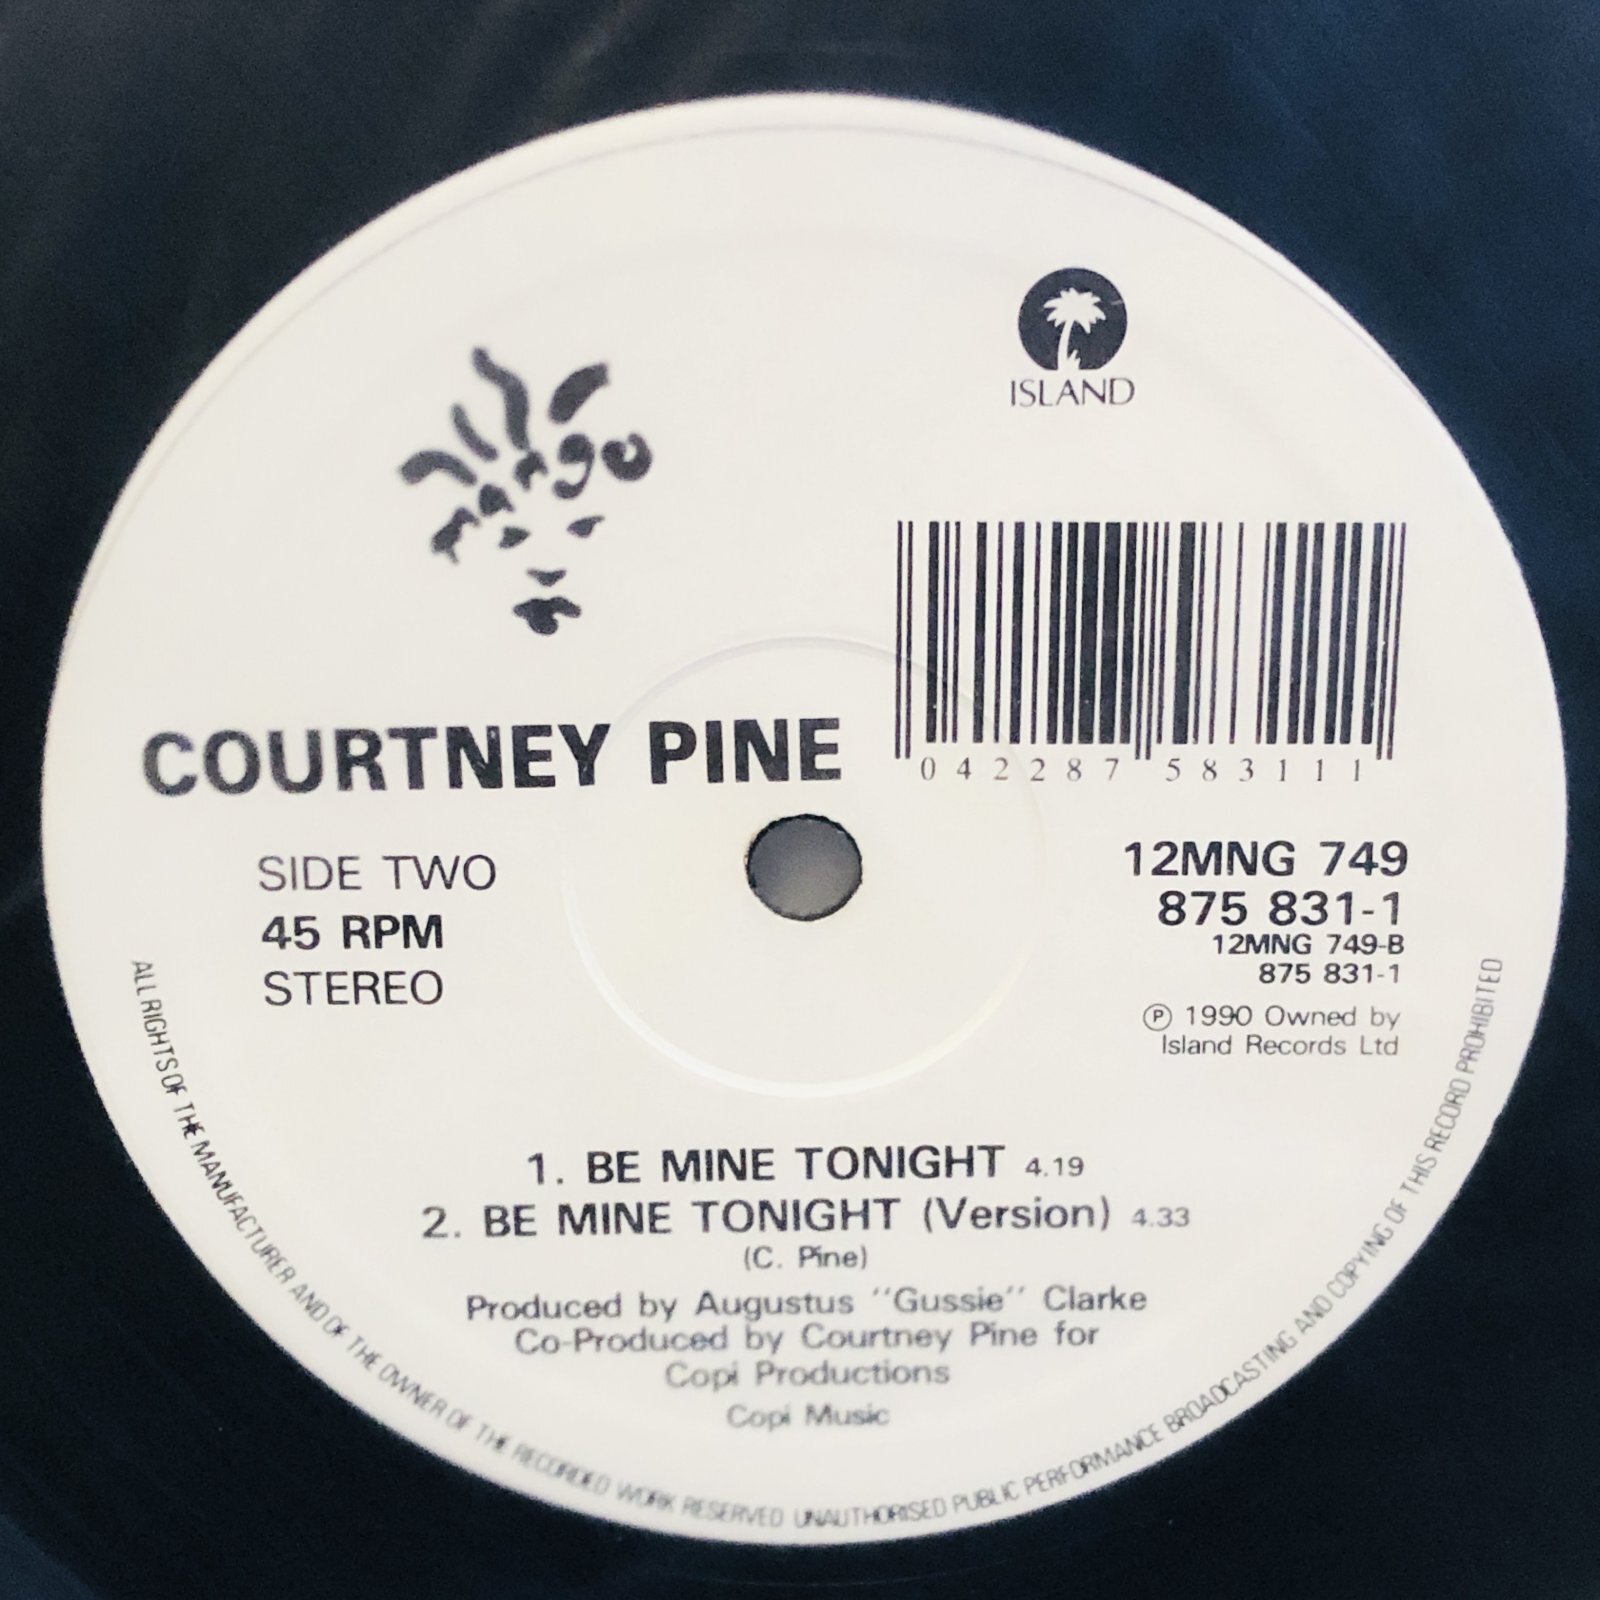 mango
ISLAND
COURTNEY PINE
0 42287 583111
SIDE TWO
45 RPM
STEREO
12MNG 749
875 831-1
12MNG 749-B
875 831-1
Ⓟ 1990 Owned by
Island Records Ltd
1. BE MINE TONIGHT 4.19
2. BE MINE TONIGHT (Version) 4.33
(C. Pine)
Produced by Augustus "Gussie" Clarke
Co-Produced by Courtney Pine for
Copi Productions
Copi Music
ALL RIGHTS OF THE MANUFACTURER AND OF THE OWNER OF THE RECORDED WORK RESERVED UNAUTHORISED PUBLIC PERFORMANCE BROADCASTING AND COPYING OF THIS RECORD PROHIBITED